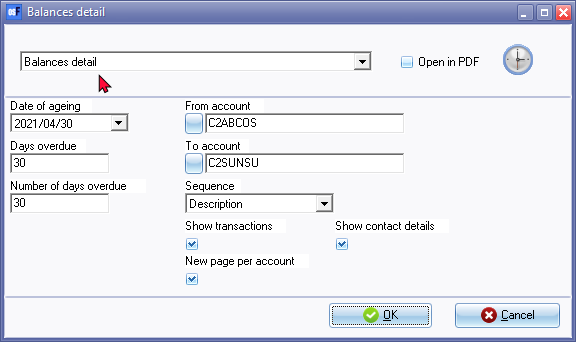 Balances detail
Balances detail
Open in PDF
Date of ageing
2021/04/30
From account
C2ABCOS
Days overdue
30
To account
C2SUNSU
Number of days overdue
30
Sequence
Description
Show transactions
Show contact details
New page per account
OK
Cancel